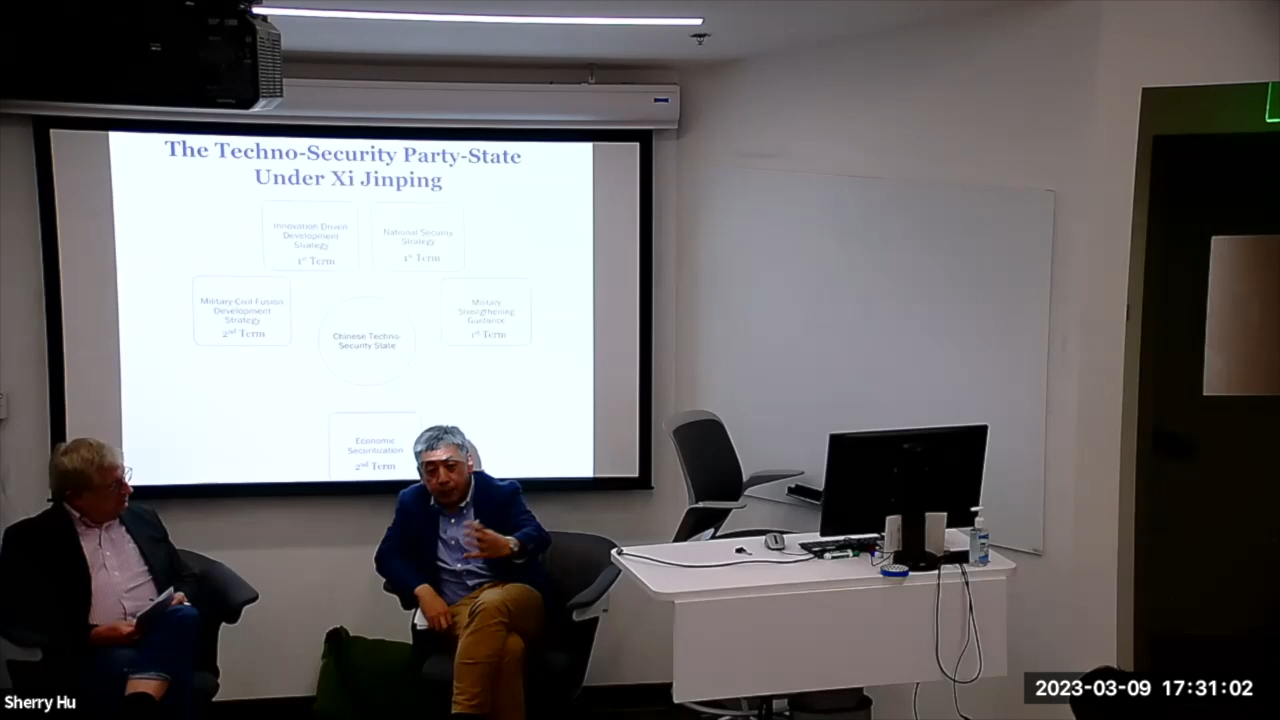 The Techno-Security Party-State
Under Xi Jinping
Innovation Driven
Development
Strategy
1st Term
National Security
Strategy
1st Term
Military-Civil Fusion
Development
Strategy
2nd Term
Military
Strengthening
Guidance
1st Term
Chinese Techno-
Security State
Economic
Securitization
2nd Term
Sherry Hu
2023-03-09 17:31:02